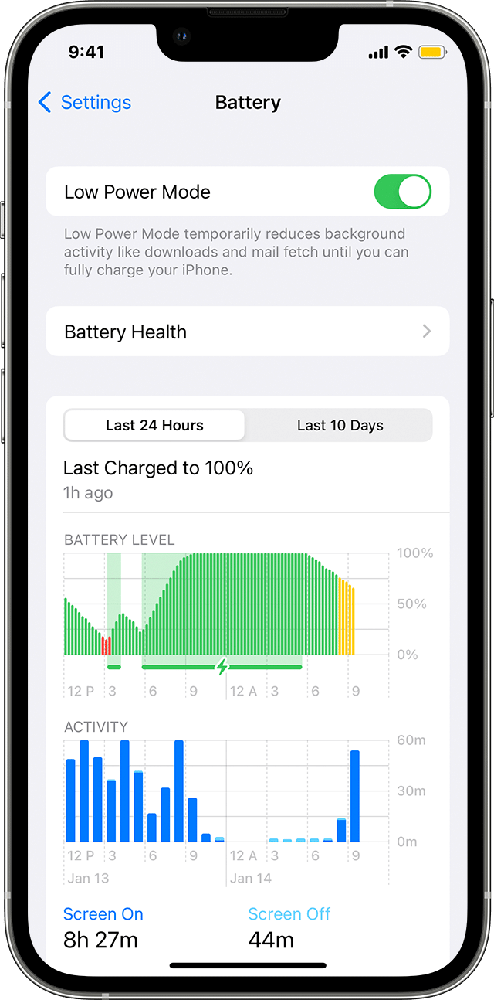 9:41
Settings
Battery
Low Power Mode
Low Power Mode temporarily reduces background
activity like downloads and mail fetch until you can
fully charge your iPhone.
Battery Health
Last 24 Hours Last 10 Days
Last Charged to 100%
1h ago
BATTERY LEVEL
100%
50%
0%
12 P 3 6 9 12 A 3 6 9
ACTIVITY
60m
30m
0m
12 P 3 6 9 12 A 3 6 9
Jan 13 Jan 14
Screen On Screen Off
8h 27m 44m